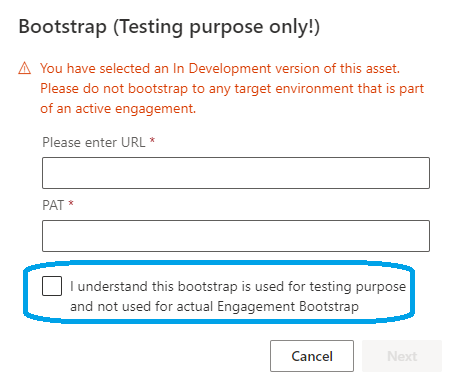 Bootstrap (Testing purpose only!)
You have selected an In Development version of this asset.
Please do not bootstrap to any target environment that is part
of an active engagement.
Please enter URL *
PAT *
I understand this bootstrap is used for testing purpose
and not used for actual Engagement Bootstrap
Cancel Next